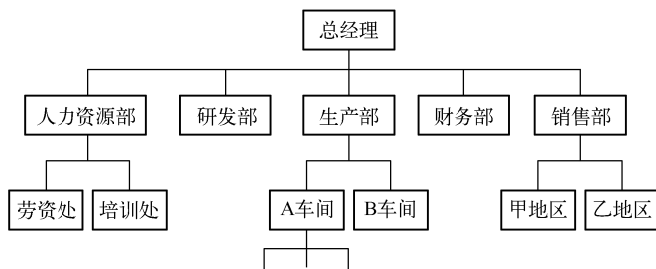 总经理
人力资源部 研发部 生产部 财务部 销售部
劳资处 培训处 A车间 B车间 甲地区 乙地区